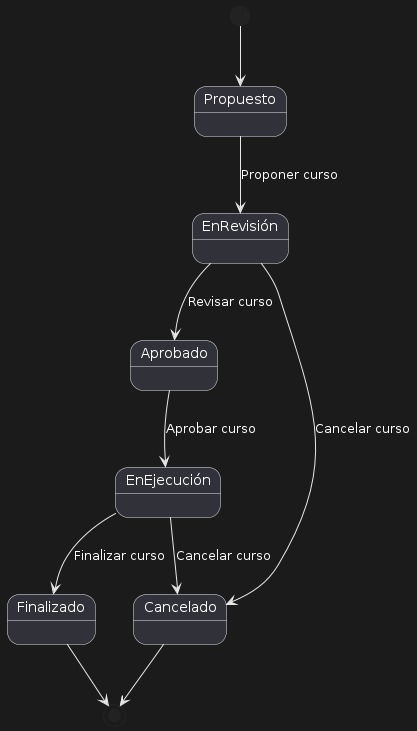 Propuesto
Proponer curso
EnRevisión
Revisar curso
Aprobado
Cancelar curso
Aprobar curso
EnEjecución
Finalizar curso
Cancelar curso
Finalizado
Cancelado